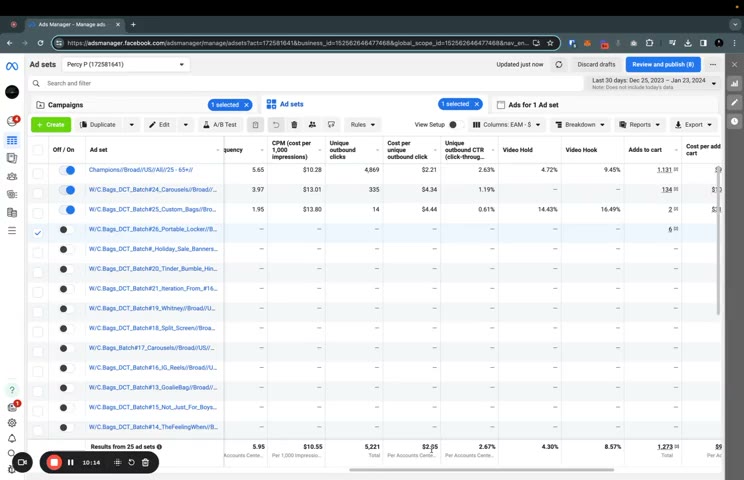 Ads Manager - Manage ads
https://adsmanager.facebook.com/adsmanager/manage/adsets?act=172581641&business_id=152562646477468&global_scope_id=152562646477468&nav_en...
Ad sets
Percy P (172581641)
Updated just now
Discard drafts
Review and publish (8)
Search and filter
Last 30 days: Dec 25, 2023 – Jan 23, 2024
Note: Does not include today's data
Campaigns
1 selected
Ad sets
1 selected
Ads for 1 Ad set
Create
Duplicate
Edit
A/B Test
Rules
View Setup
Columns: EAM - $
Breakdown
Reports
Export
Off / On
Ad set
quency
CPM (cost per 1,000 impressions)
Unique outbound clicks
Cost per unique outbound click
Unique outbound CTR (click-throug...
Video Hold
Video Hook
Adds to cart
Cost per add cart
Champions//Broad//US//All//25 - 65+//
5.65 $10.28 4,869 $2.21 2.63% 4.72% 9.45% 1,131
W/C.Bags_DCT_Batch#24_Carousels//Broad/...
3.97 $13.01 335 $4.34 1.19% — — 134
W/C.Bags_DCT_Batch#25_Custom_Bags//Bro...
1.95 $13.80 14 $4.44 0.61% 14.43% 16.49% 2
W/C.Bags_DCT_Batch#26_Portable_Locker//B...
— — — — — — — 6
W/C.Bags_DCT_Batch#_Holiday_Sale_Banners...
— — — — — — — —
W/C.Bags_DCT_Batch#20_Tinder_Bumble_Hin...
— — — — — — — —
W/C.Bags_DCT_Batch#21_Iteration_From_#16...
— — — — — — — —
W/C.Bags_DCT_Batch#19_Whitney//Broad//U...
— — — — — — — —
W/C.Bags_DCT_Batch#18_Split_Screen//Broa...
— — — — — — — —
W/C.Bags_Batch#17_Carousels//Broad//US//...
— — — — — — — —
W/C.Bags_DCT_Batch#16_IG_Reels//Broad//U...
— — — — — — — —
W/C.Bags_DCT_Batch#13_GoalieBag//Broad/...
— — — — — — — —
W/C.Bags_DCT_Batch#15_Not_Just_For_Boys...
— — — — — — — —
W/C.Bags_DCT_Batch#14_TheFeelingWhen//B...
— — — — — — — —
Results from 25 ad sets
5.95 $10.55 5,221 $2.05 2.67% 4.30% 8.57% 1,273
Accounts Cente... Per 1,000 Impressio... Total Per Accounts Cente... Per Accounts Cente... Total
10:14